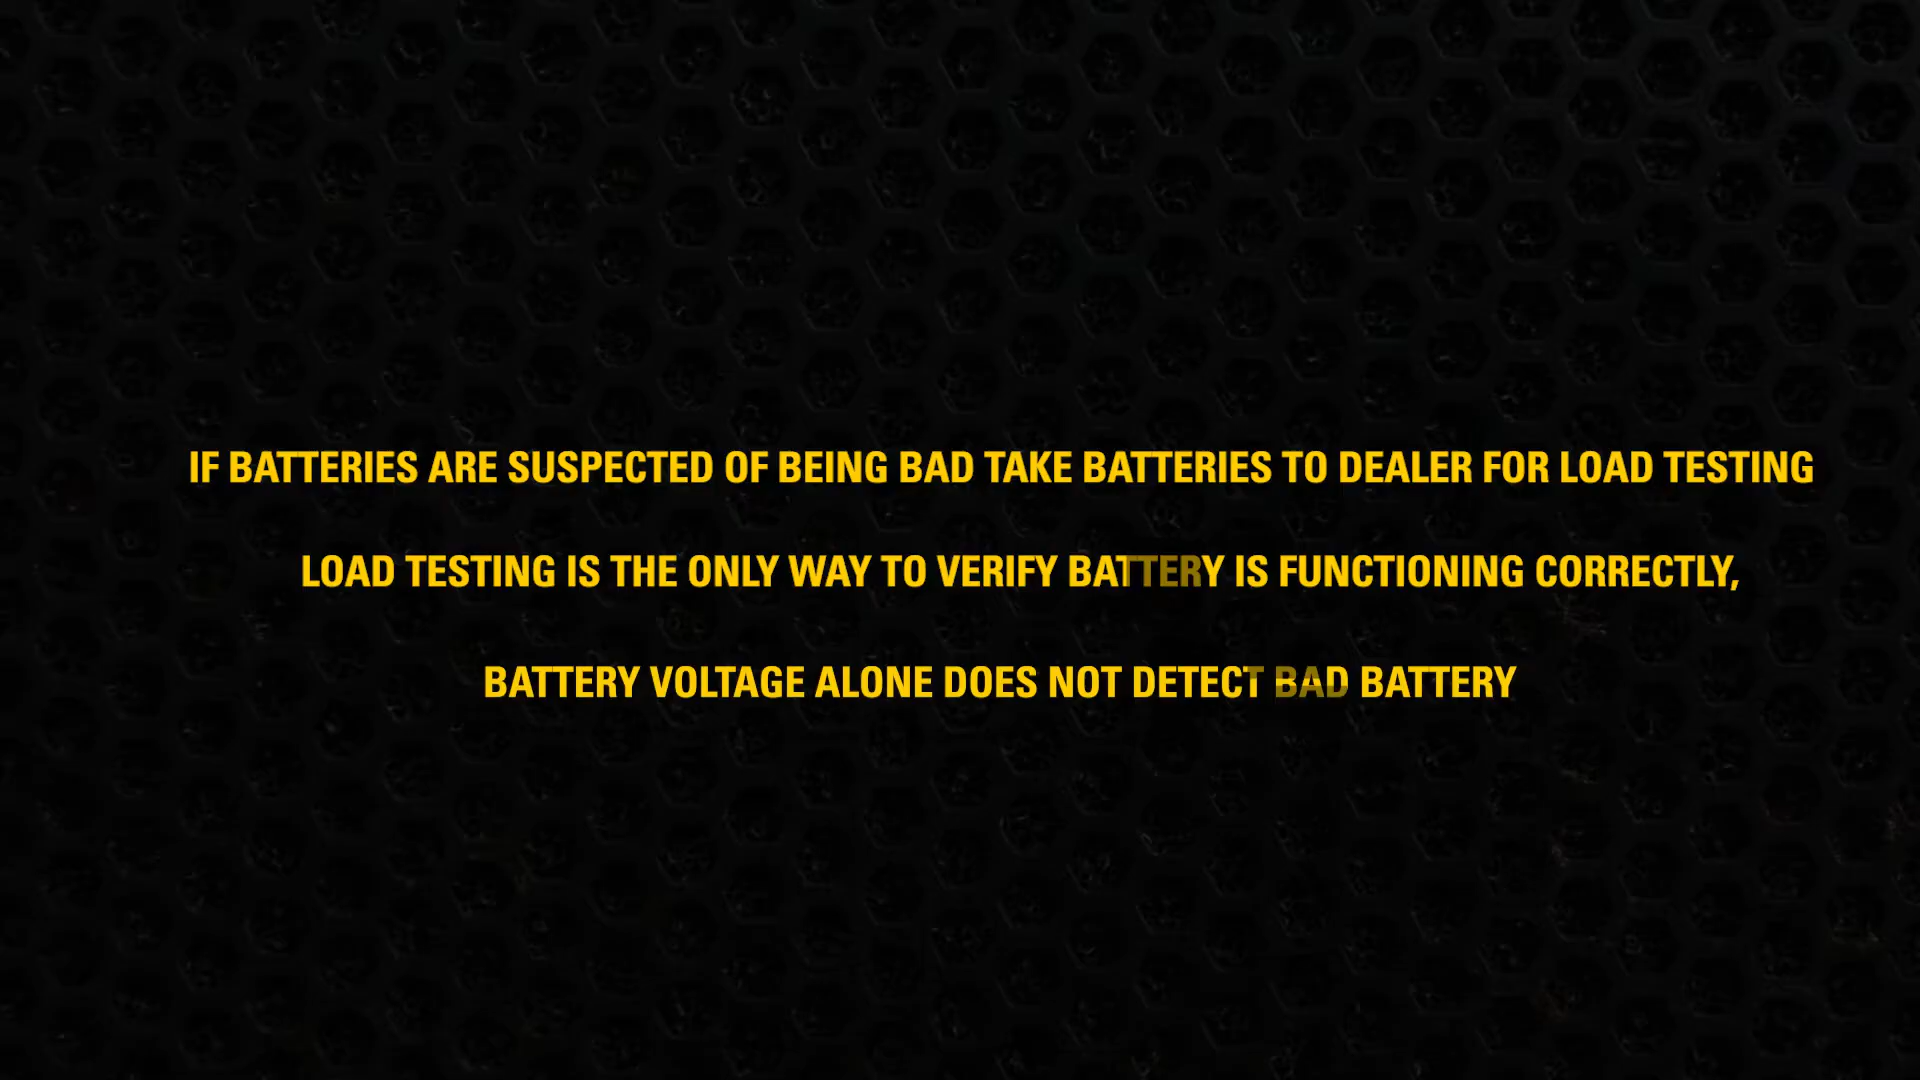 IF BATTERIES ARE SUSPECTED OF BEING BAD TAKE BATTERIES TO DEALER FOR LOAD TESTING
LOAD TESTING IS THE ONLY WAY TO VERIFY BATTERY IS FUNCTIONING CORRECTLY,
BATTERY VOLTAGE ALONE DOES NOT DETECT BAD BATTERY